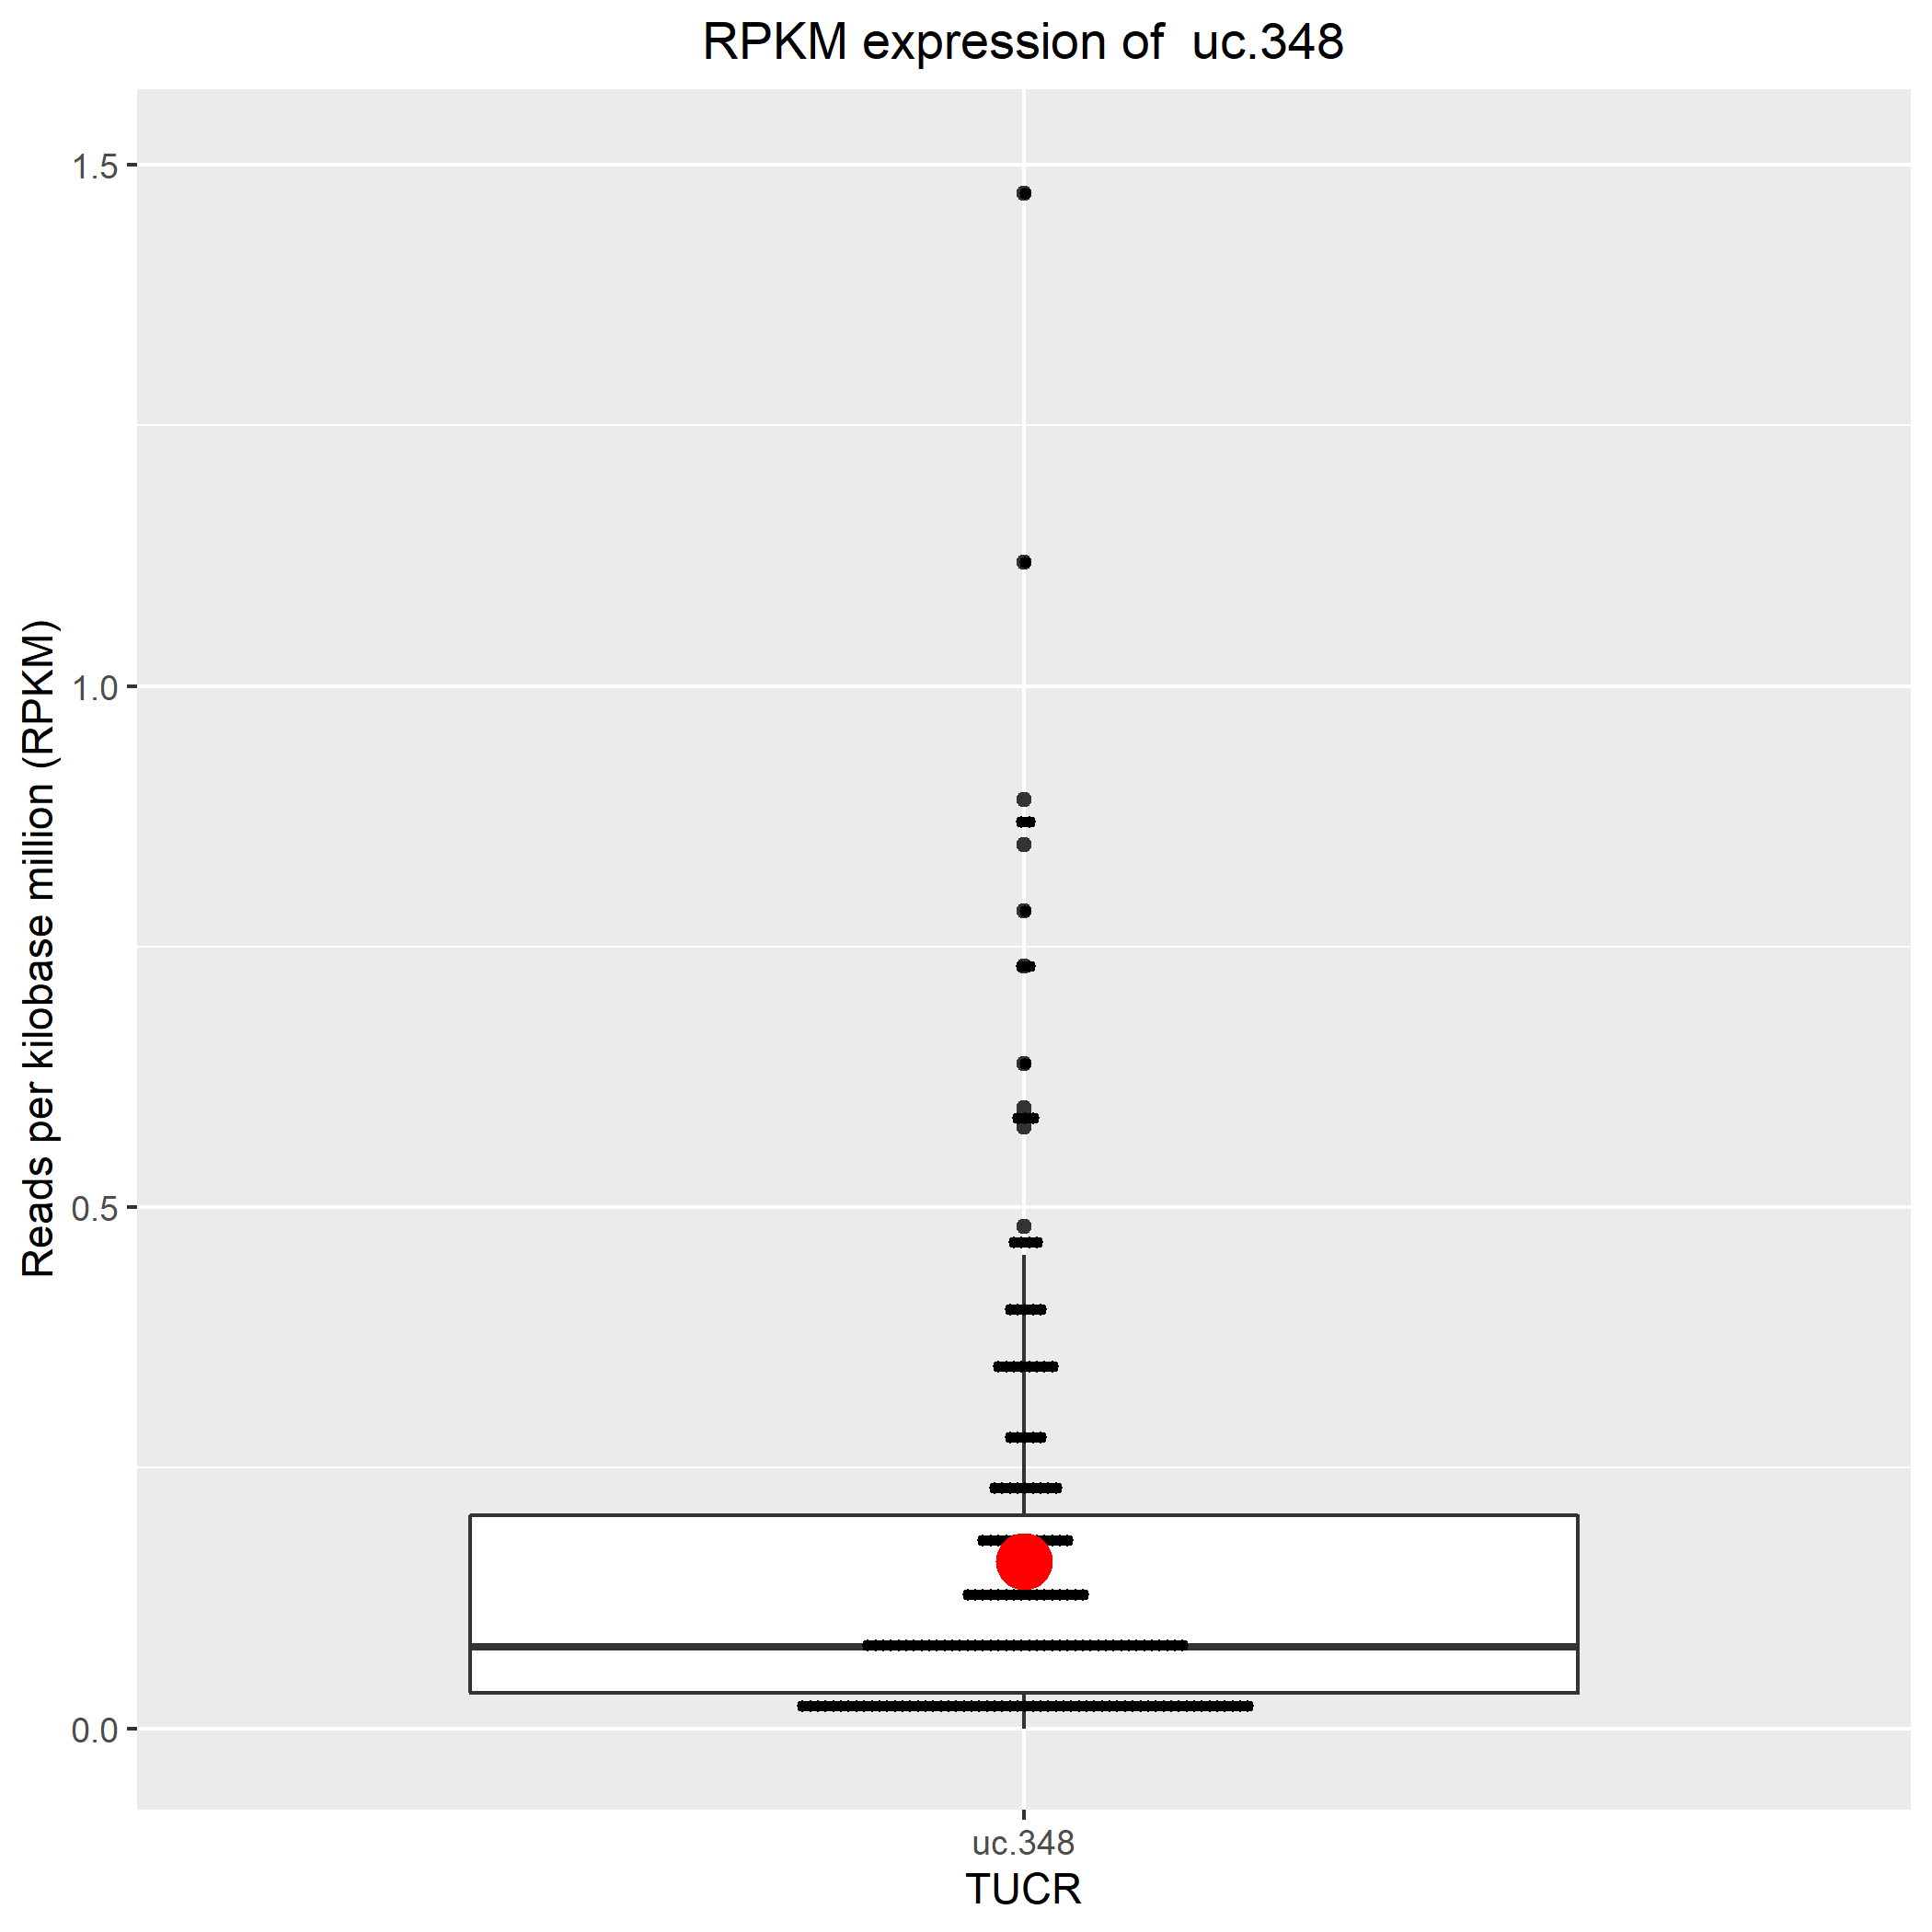 RPKM expression of  uc.348
Reads per kilobase million (RPKM)
1.5
1.0
0.5
0.0
uc.348
TUCR